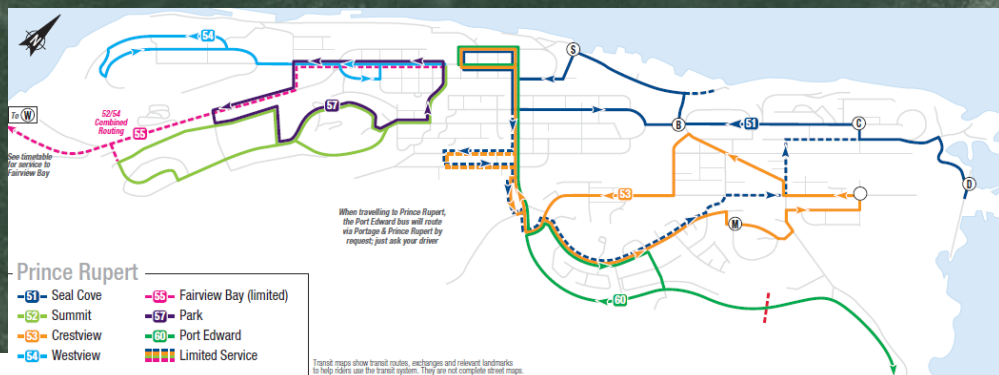 N
54
S
57
52/54
Combined
Routing
To W
55
See timetable
for service to
Fairview Bay
B
51
C
D
53
M
When travelling to Prince Rupert,
the Port Edward bus will route
via Portage & Prince Rupert by
request; just ask your driver
60
Prince Rupert
51 Seal Cove
52 Summit
53 Crestview
54 Westview
55 Fairview Bay (limited)
57 Park
60 Port Edward
Limited Service
Transit maps show transit routes, exchanges and relevant landmarks
to help riders use the transit system. They are not complete street maps.